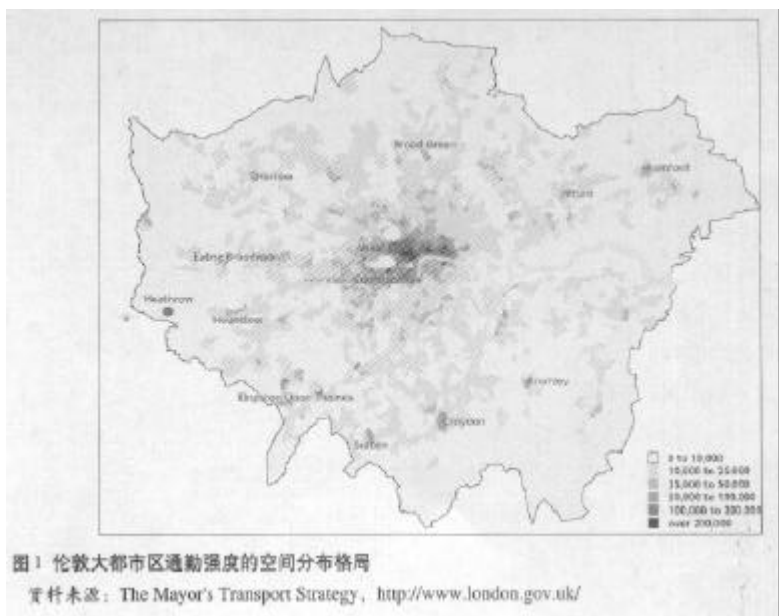 Wood Green
Harrow
Romford
Ilford
Ealing Broadway
Heathrow
Hounslow
Kingston Upon Thames
Bromley
Croydon
Sutton
0 to 10,000
10,000 to 25,000
25,000 to 50,000
50,000 to 100,000
100,000 to 200,000
over 200,000
图1 伦敦大都市区通勤强度的空间分布格局
资料来源:The Mayor's Transport Strategy, http://www.london.gov.uk/